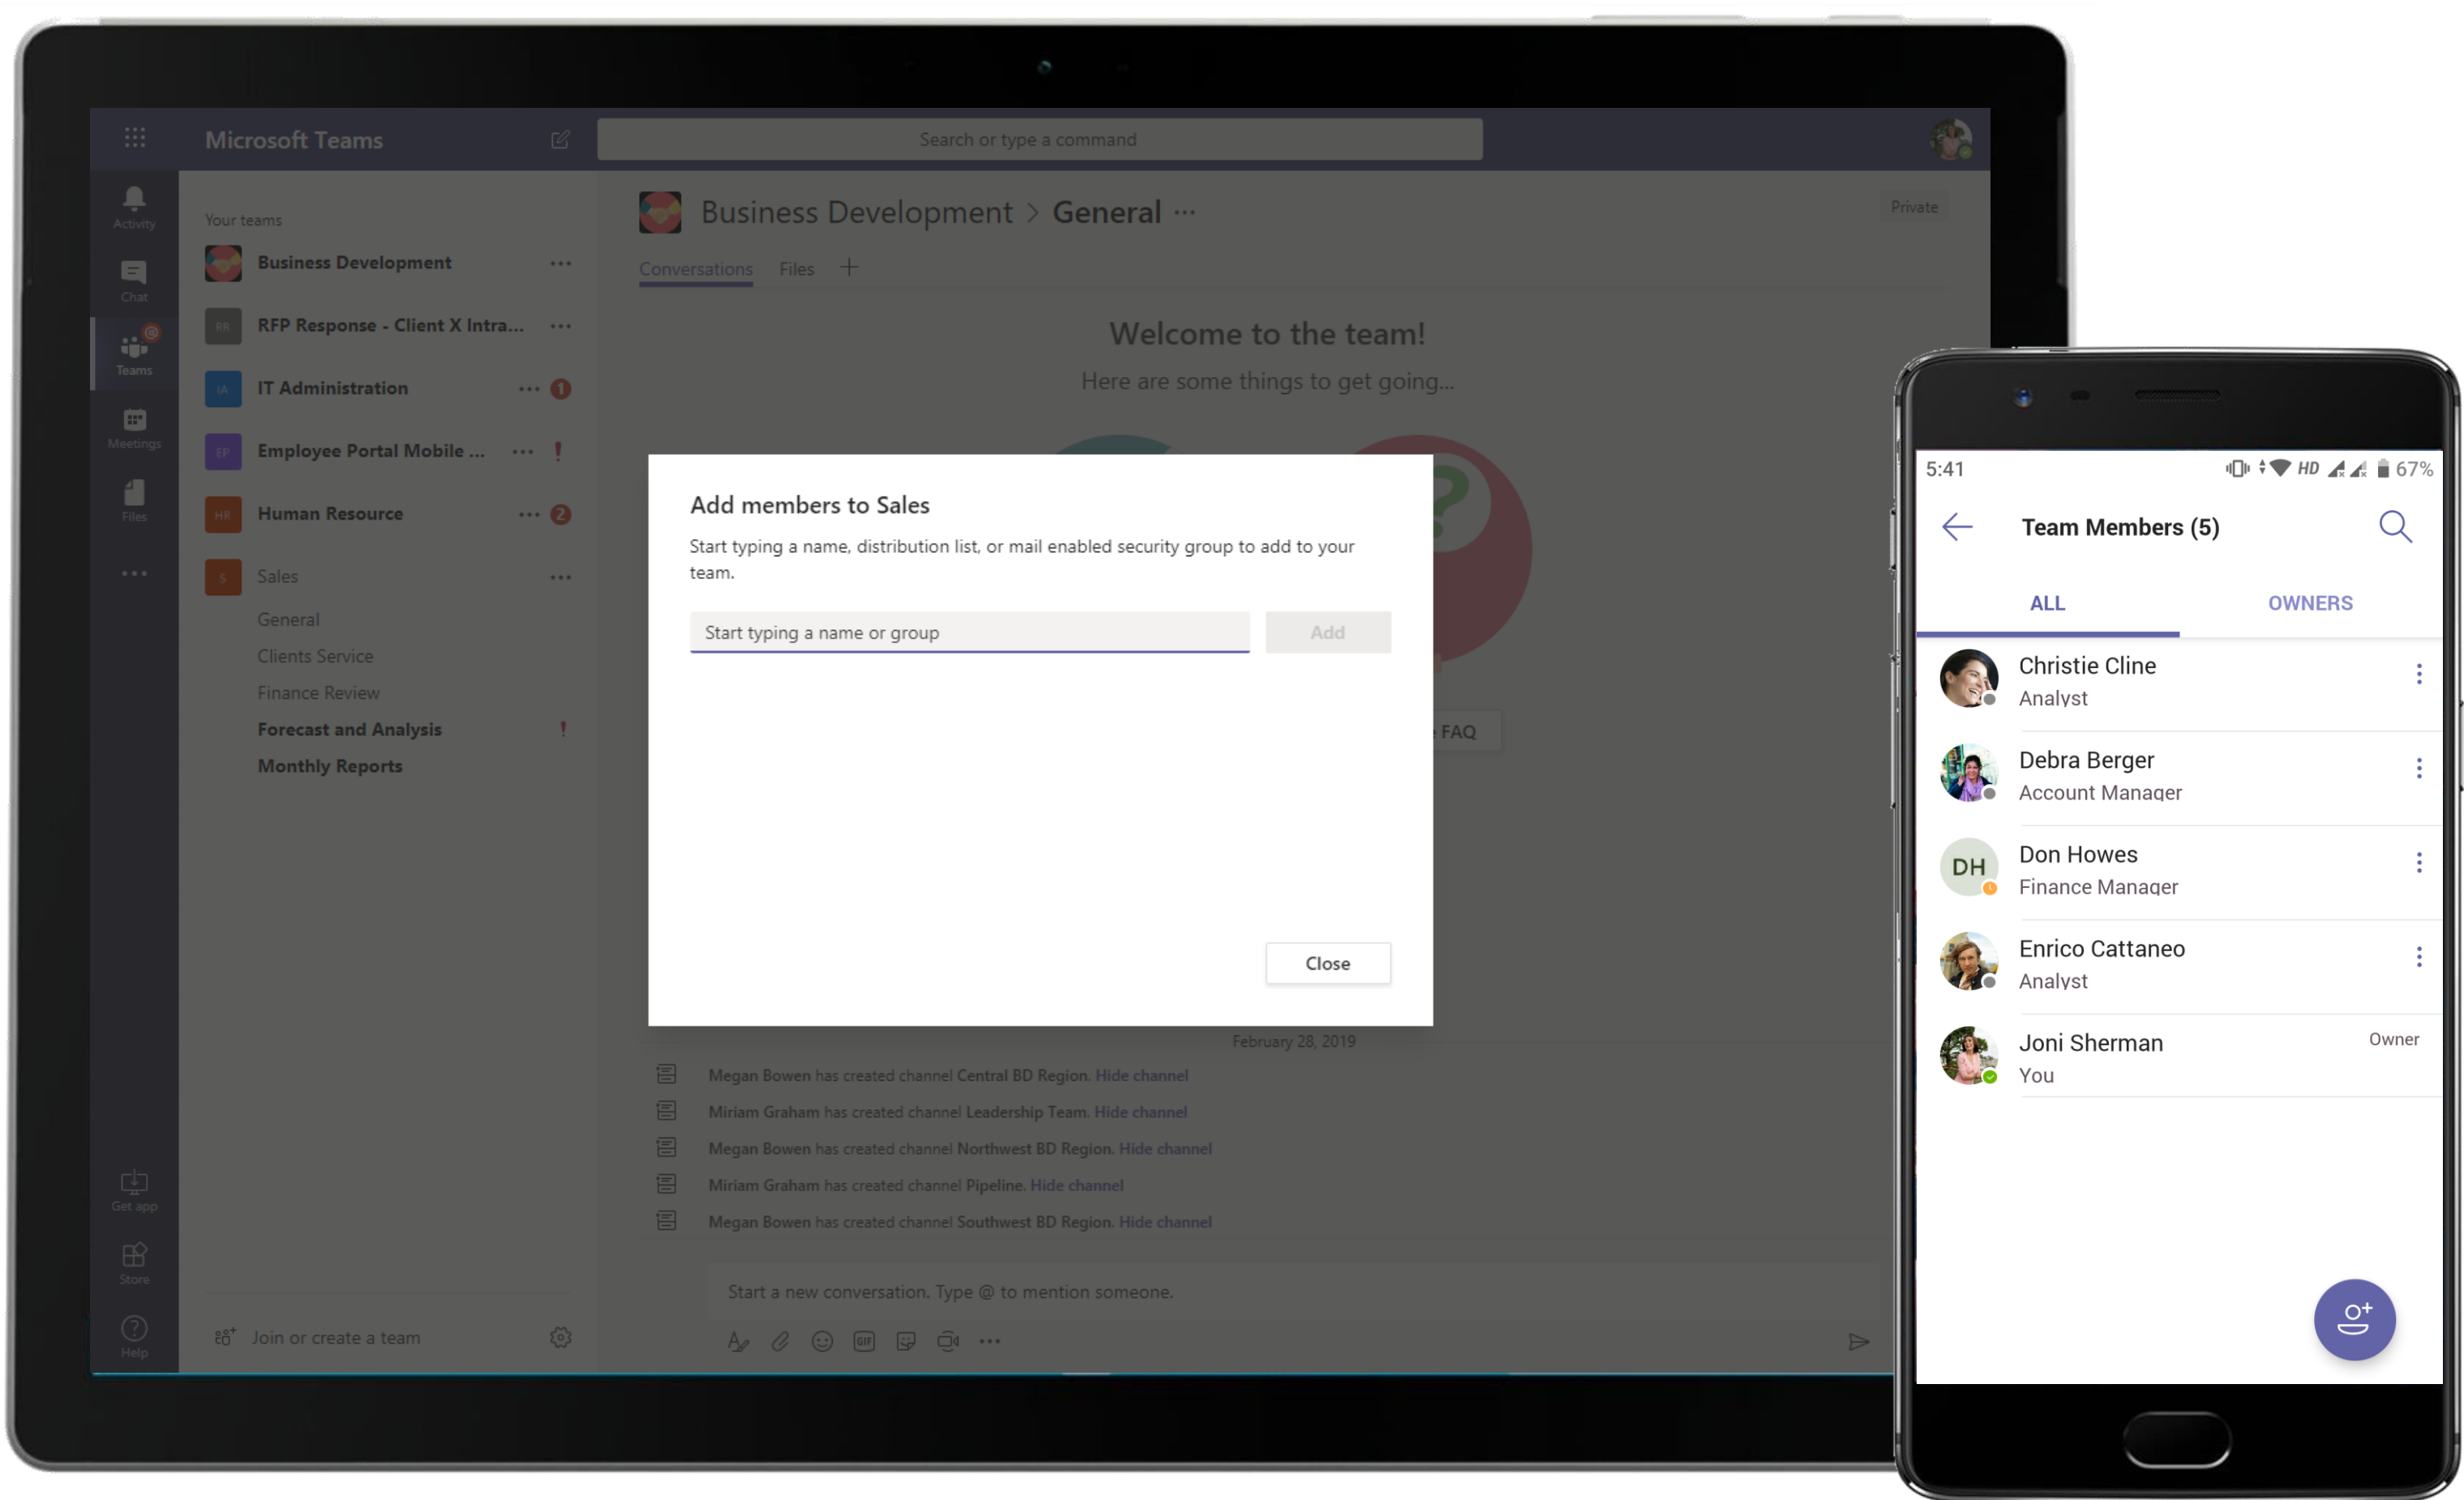 Microsoft Teams
Search or type a command
Activity
Chat
Teams
Meetings
Files
Get app
Store
Help
Your teams
Business Development
RR
RFP Response - Client X Intra...
IA
IT Administration
1
EP
Employee Portal Mobile ...
HR
Human Resource
2
S
Sales
General
Clients Service
Finance Review
Forecast and Analysis
Monthly Reports
Join or create a team
Business Development > General
Private
Conversations
Files
Welcome to the team!
Here are some things to get going...
Add members to Sales
Start typing a name, distribution list, or mail enabled security group to add to your
team.
Start typing a name or group
Add
Close
FAQ
February 28, 2019
Megan Bowen has created channel Central BD Region. Hide channel
Miriam Graham has created channel Leadership Team. Hide channel
Megan Bowen has created channel Northwest BD Region. Hide channel
Miriam Graham has created channel Pipeline. Hide channel
Megan Bowen has created channel Southwest BD Region. Hide channel
Start a new conversation. Type @ to mention someone.
GIF
5:41
HD
67%
Team Members (5)
ALL
OWNERS
Christie Cline
Analyst
Debra Berger
Account Manager
DH
Don Howes
Finance Manager
Enrico Cattaneo
Analyst
Joni Sherman
Owner
You